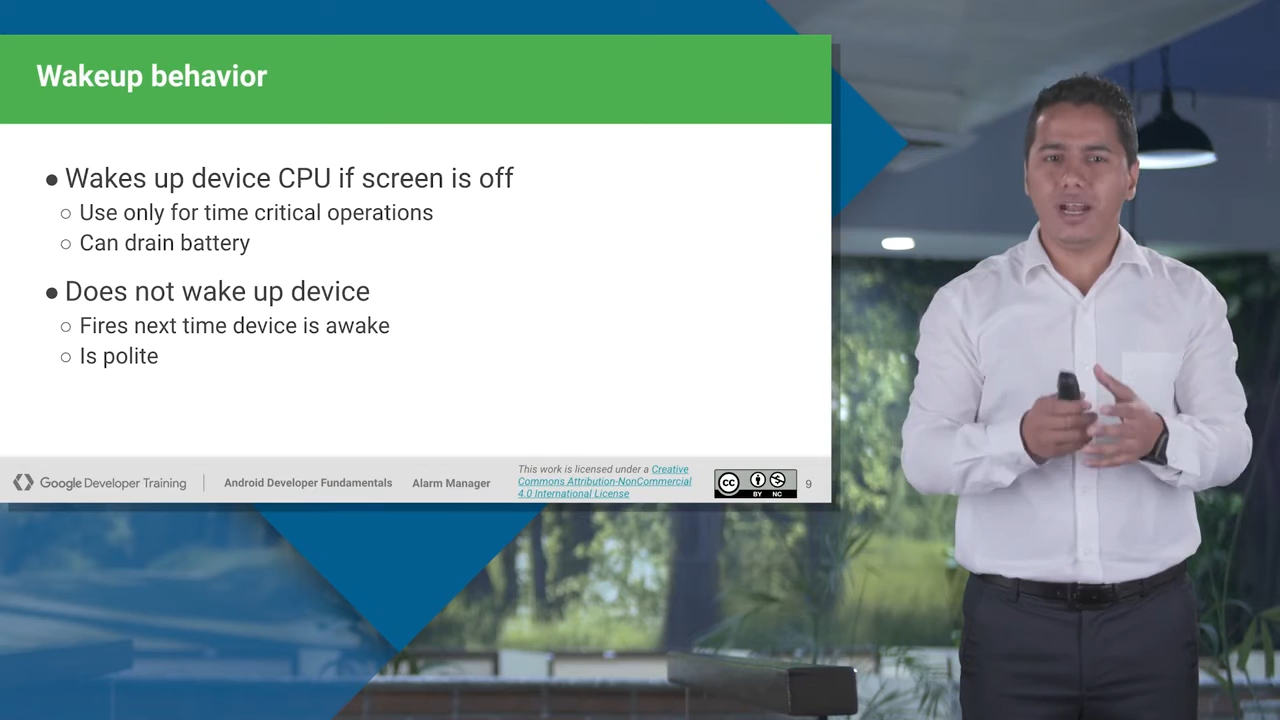 Wakeup behavior
● Wakes up device CPU if screen is off
○ Use only for time critical operations
○ Can drain battery
● Does not wake up device
○ Fires next time device is awake
○ Is polite
Google Developer Training
Android Developer Fundamentals
Alarm Manager
This work is licensed under a Creative
Commons Attribution-NonCommercial
4.0 International License
cc
BY NC
9